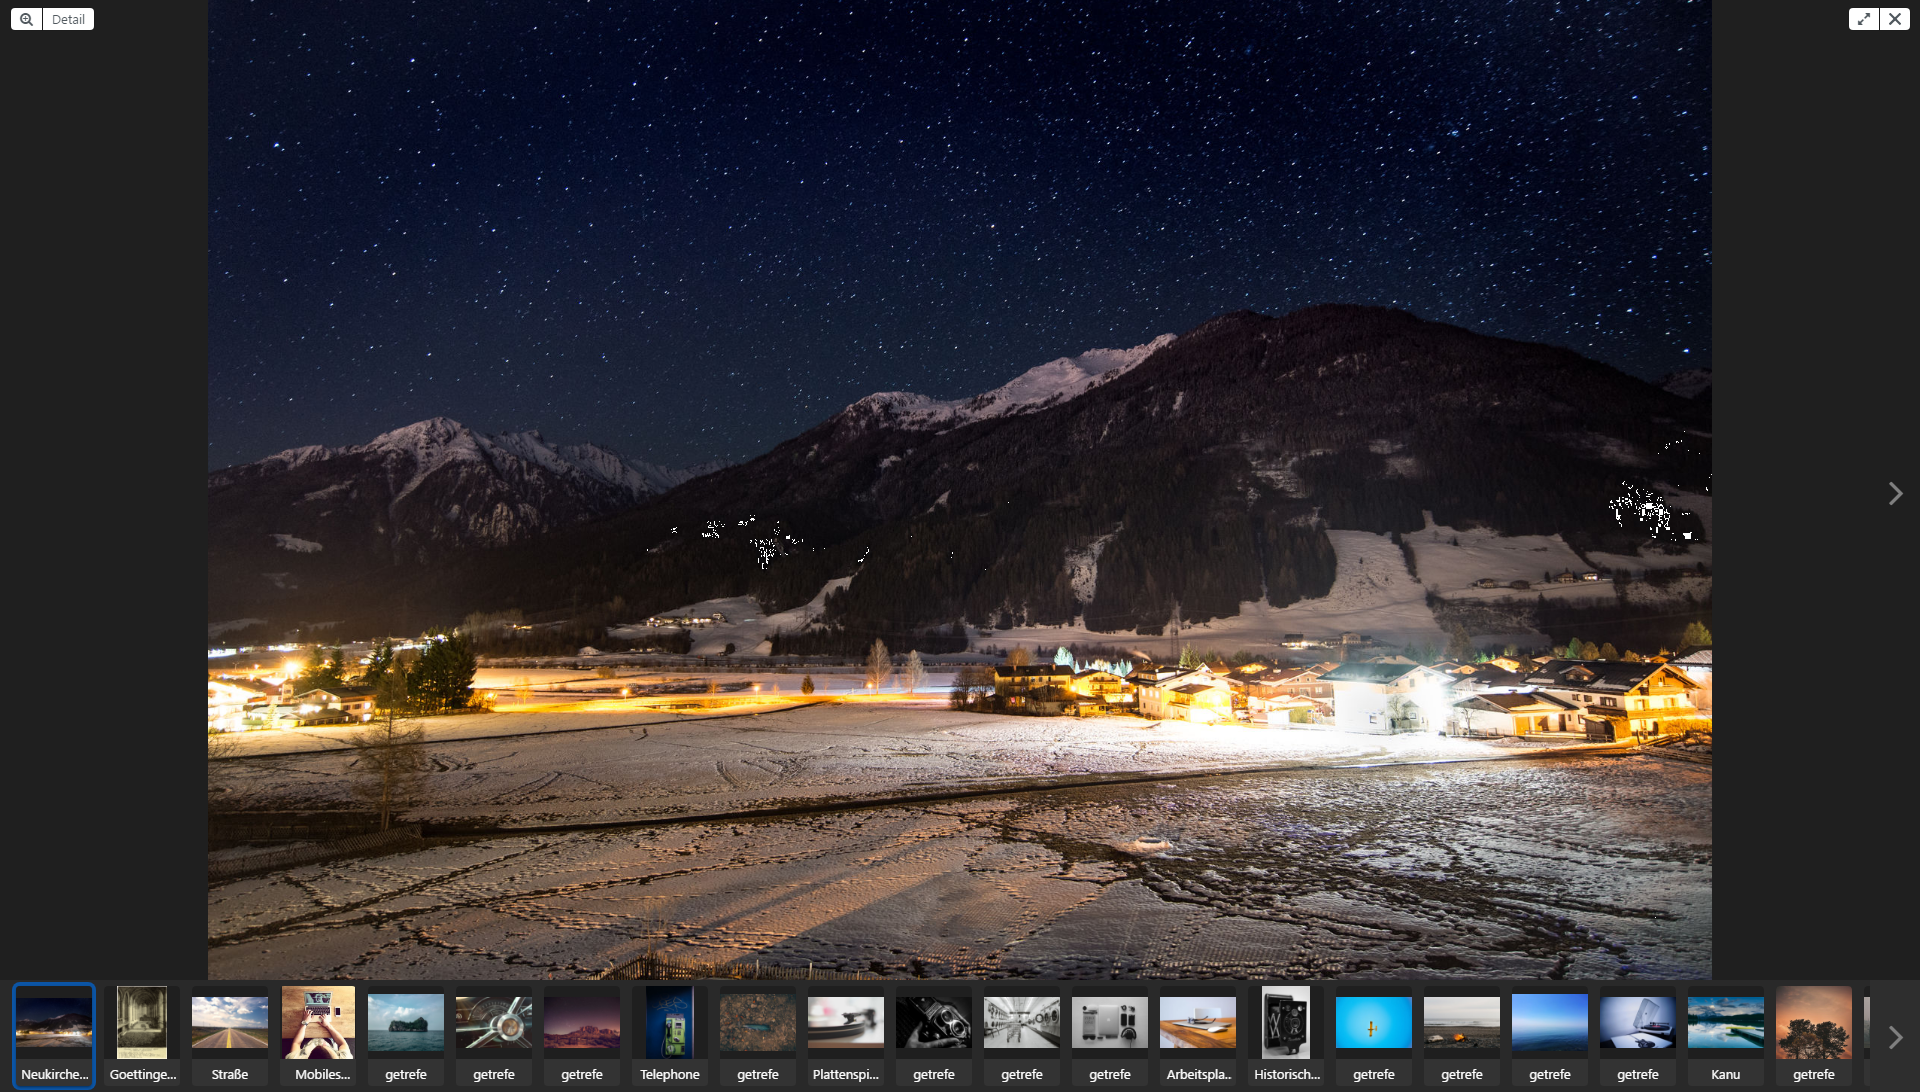 Detail
Neukirche...
Goettinge...
Straße
Mobiles...
getrefe
getrefe
getrefe
Telephone
getrefe
Plattenspi...
getrefe
getrefe
getrefe
Arbeitspla..
Historisch...
getrefe
getrefe
getrefe
getrefe
Kanu
getrefe